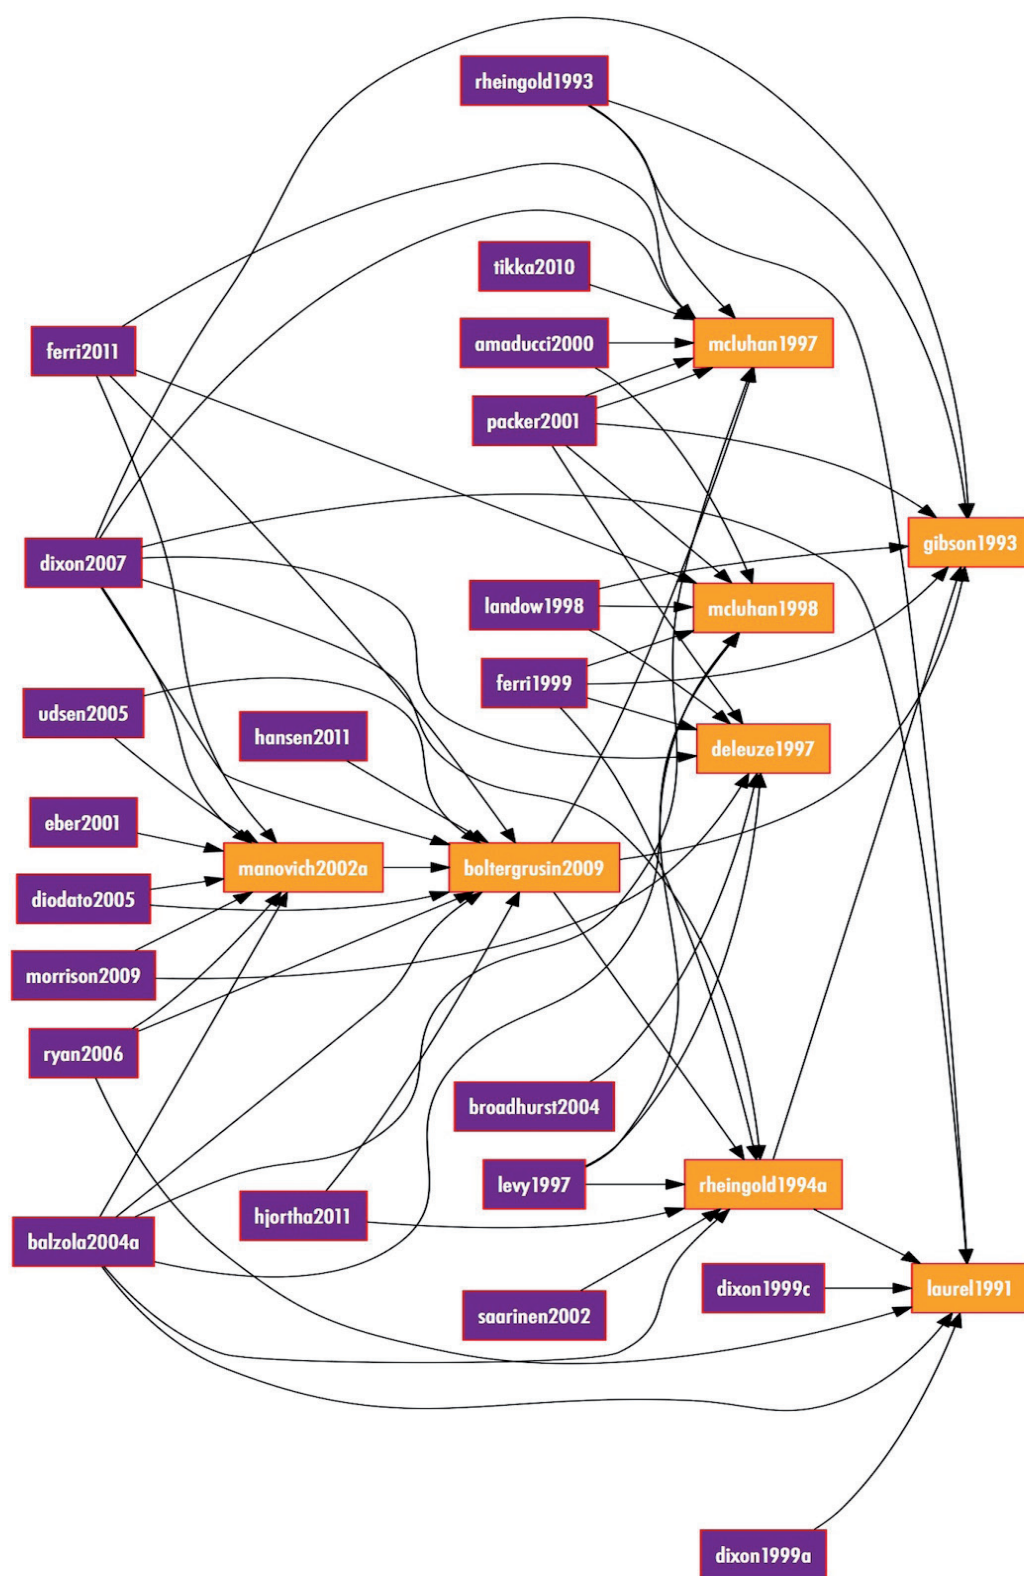 rheingold1993
tikka2010
ferri2011
amaducci2000
mcluhan1997
packer2001
gibson1993
dixon2007
landow1998
mcluhan1998
ferri1999
udsen2005
hansen2011
deleuze1997
eber2001
manovich2002a
boltergrusin2009
diodato2005
morrison2009
ryan2006
broadhurst2004
levy1997
rheingold1994a
hjortha2011
balzola2004a
dixon1999c
laurel1991
saarinen2002
dixon1999a